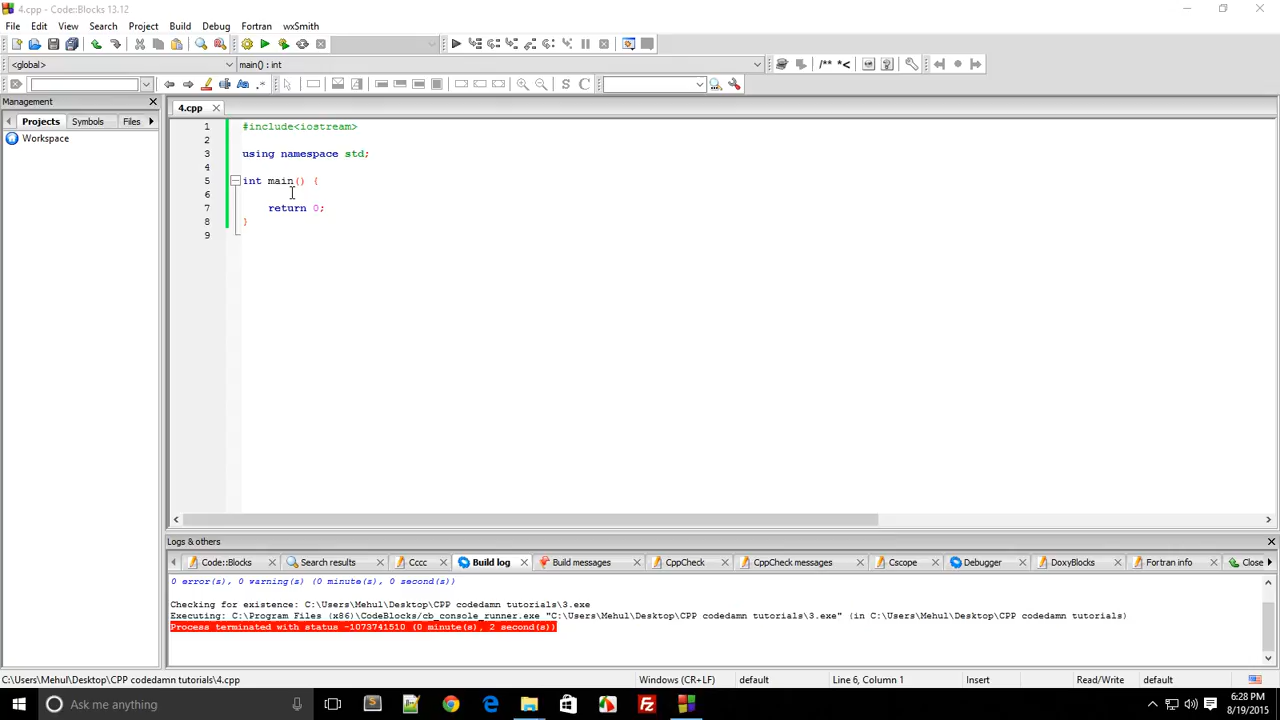 4.cpp - Code::Blocks 13.12
File Edit View Search Project Build Debug Fortran wxSmith
<global> main() : int
/** *<
S C
Management
Projects Symbols Files
Workspace
4.cpp
1 #include<iostream>
2
3 using namespace std;
4
5 int main() {
6
7 return 0;
8 }
9
Logs & others
Code::Blocks Search results Cccc Build log Build messages CppCheck CppCheck messages Cscope Debugger DoxyBlocks Fortran info Close
0 error(s), 0 warning(s) (0 minute(s), 0 second(s))
Checking for existence: C:\Users\Mehul\Desktop\CPP codedamn tutorials\3.exe
Executing: C:\Program Files (x86)\CodeBlocks/cb_console_runner.exe "C:\Users\Mehul\Desktop\CPP codedamn tutorials\3.exe" (in C:\Users\Mehul\Desktop\CPP codedamn tutorials)
Process terminated with status -1073741510 (0 minute(s), 2 second(s))
C:\Users\Mehul\Desktop\CPP codedamn tutorials\4.cpp Windows (CR+LF) default Line 6, Column 1 Insert Read/Write default
Ask me anything
6:28 PM
8/19/2015